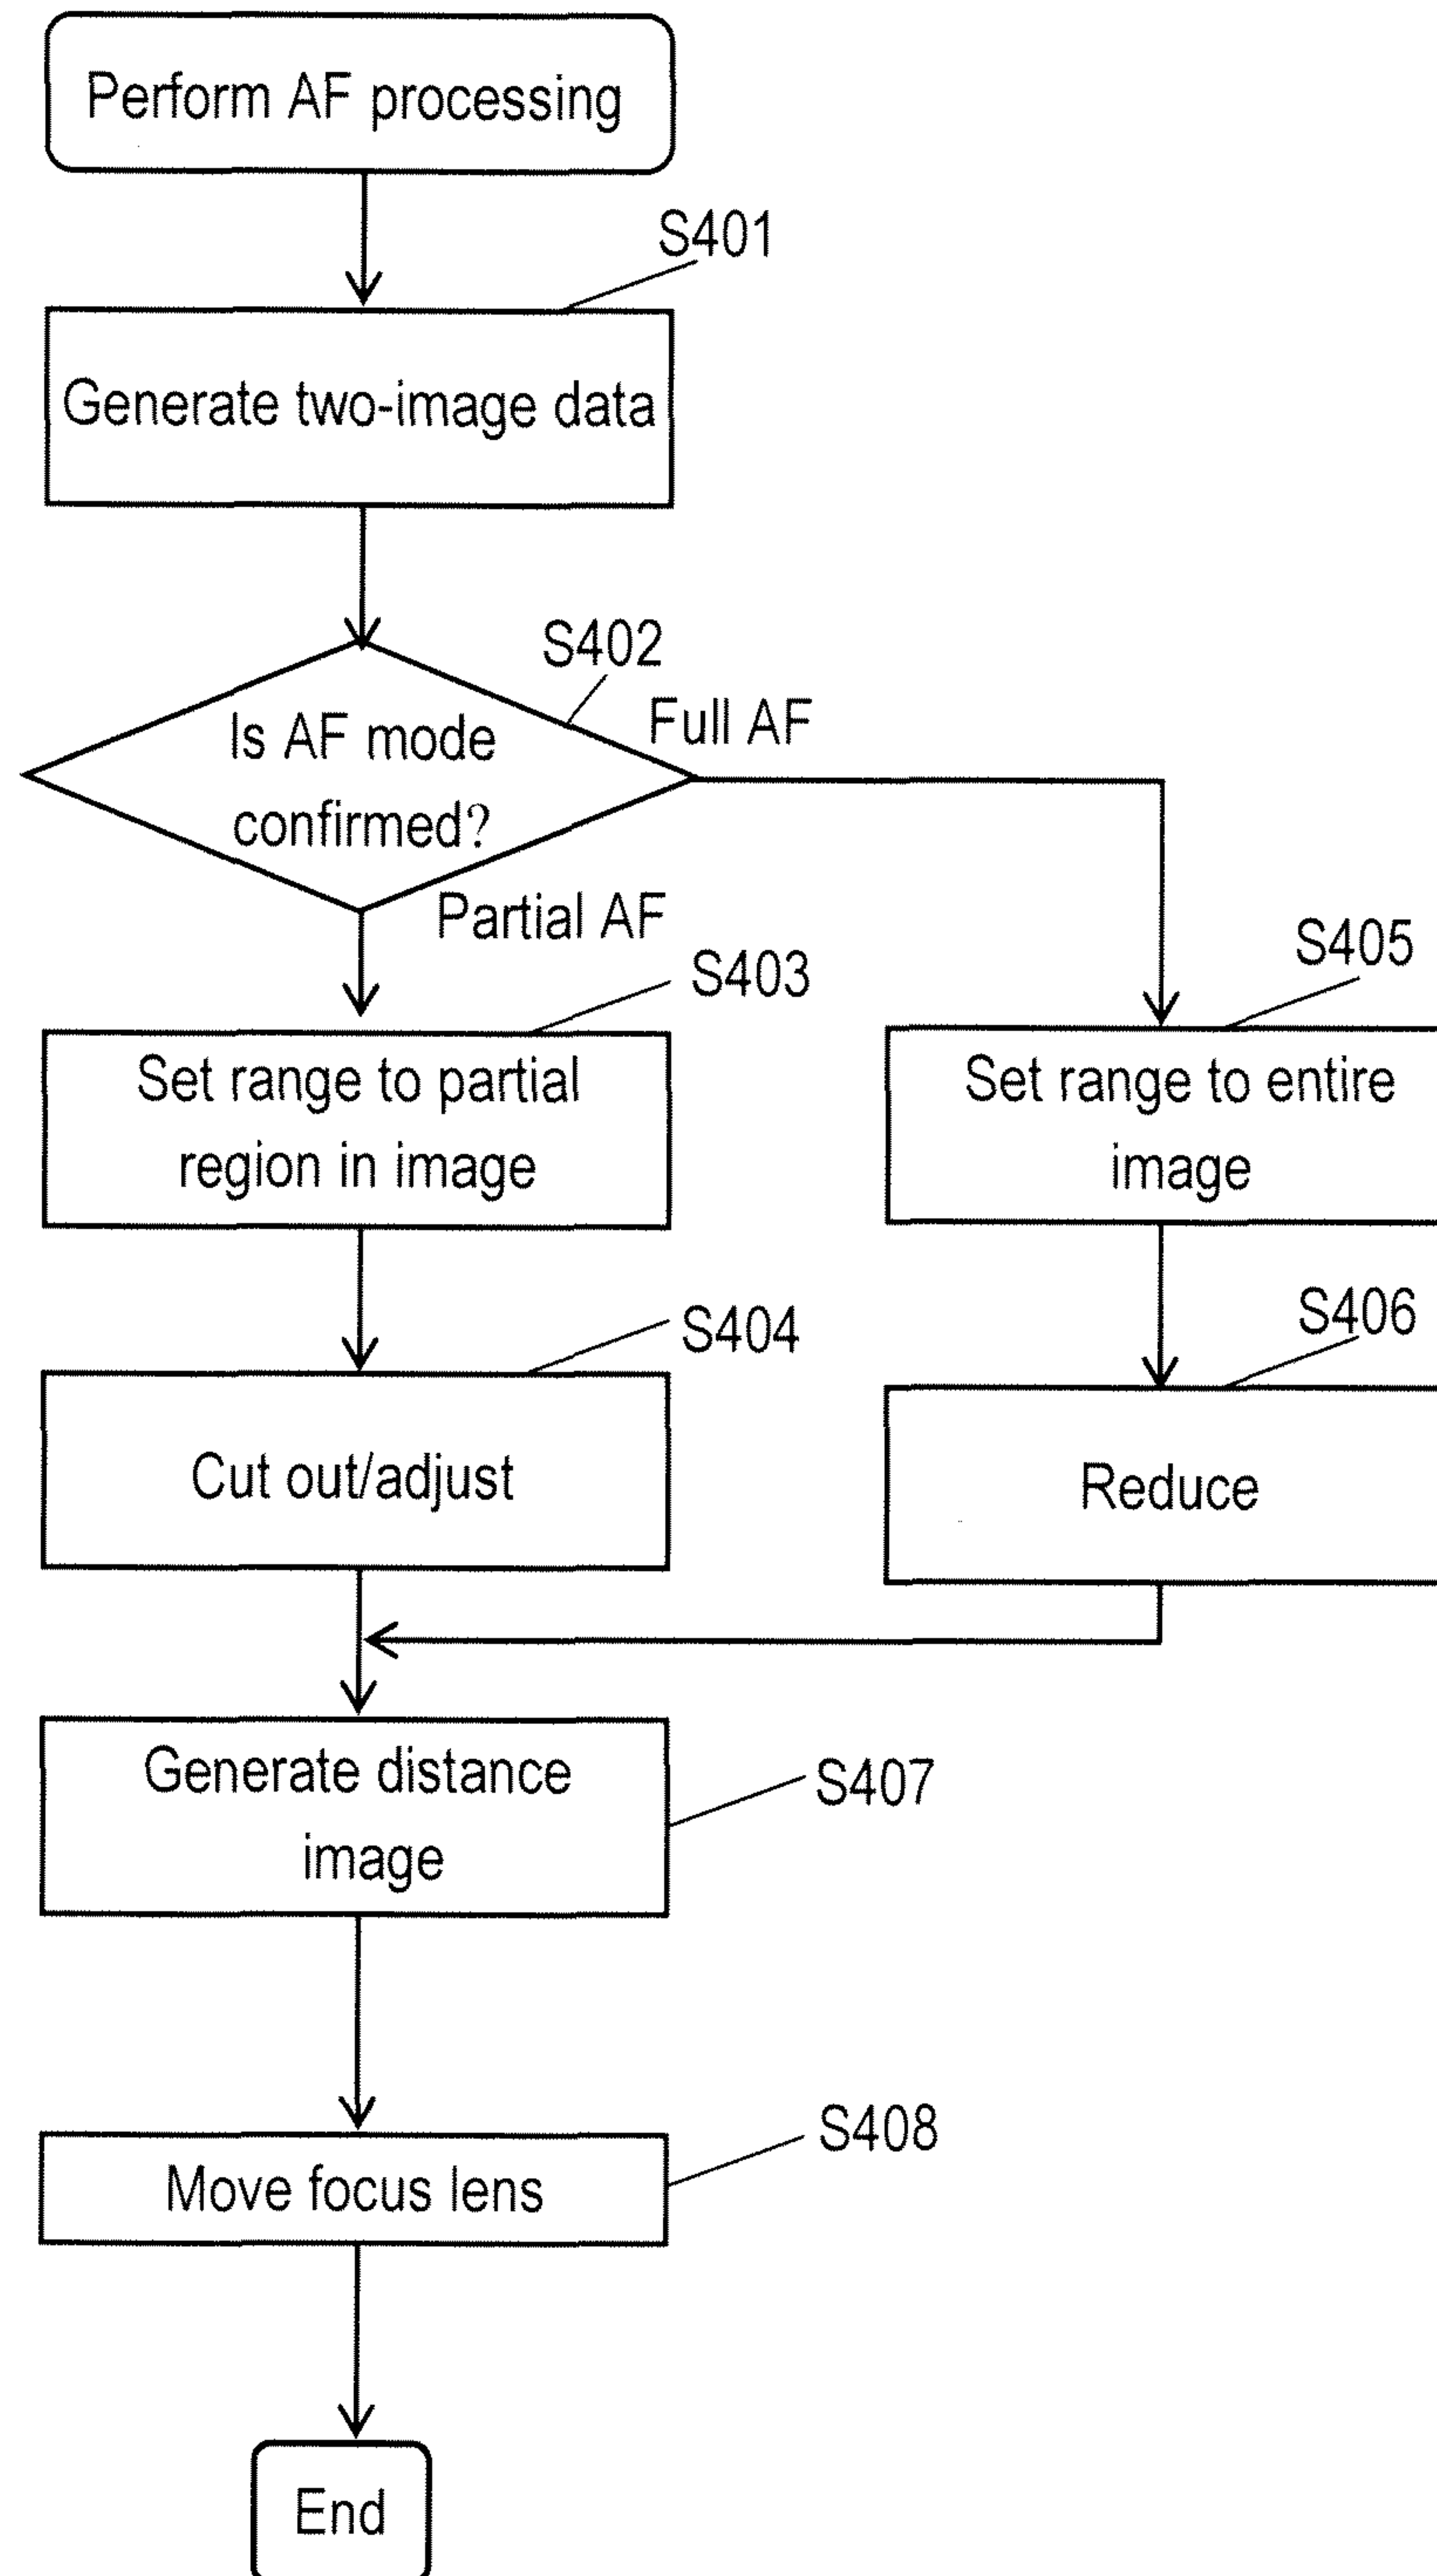 Perform AF processing
S401
Generate two-image data
S402
Is AF mode
confirmed?
Full AF
Partial AF
S403
Set range to partial
region in image
S405
Set range to entire
image
S404
Cut out/adjust
S406
Reduce
Generate distance
image
S407
Move focus lens
S408
End